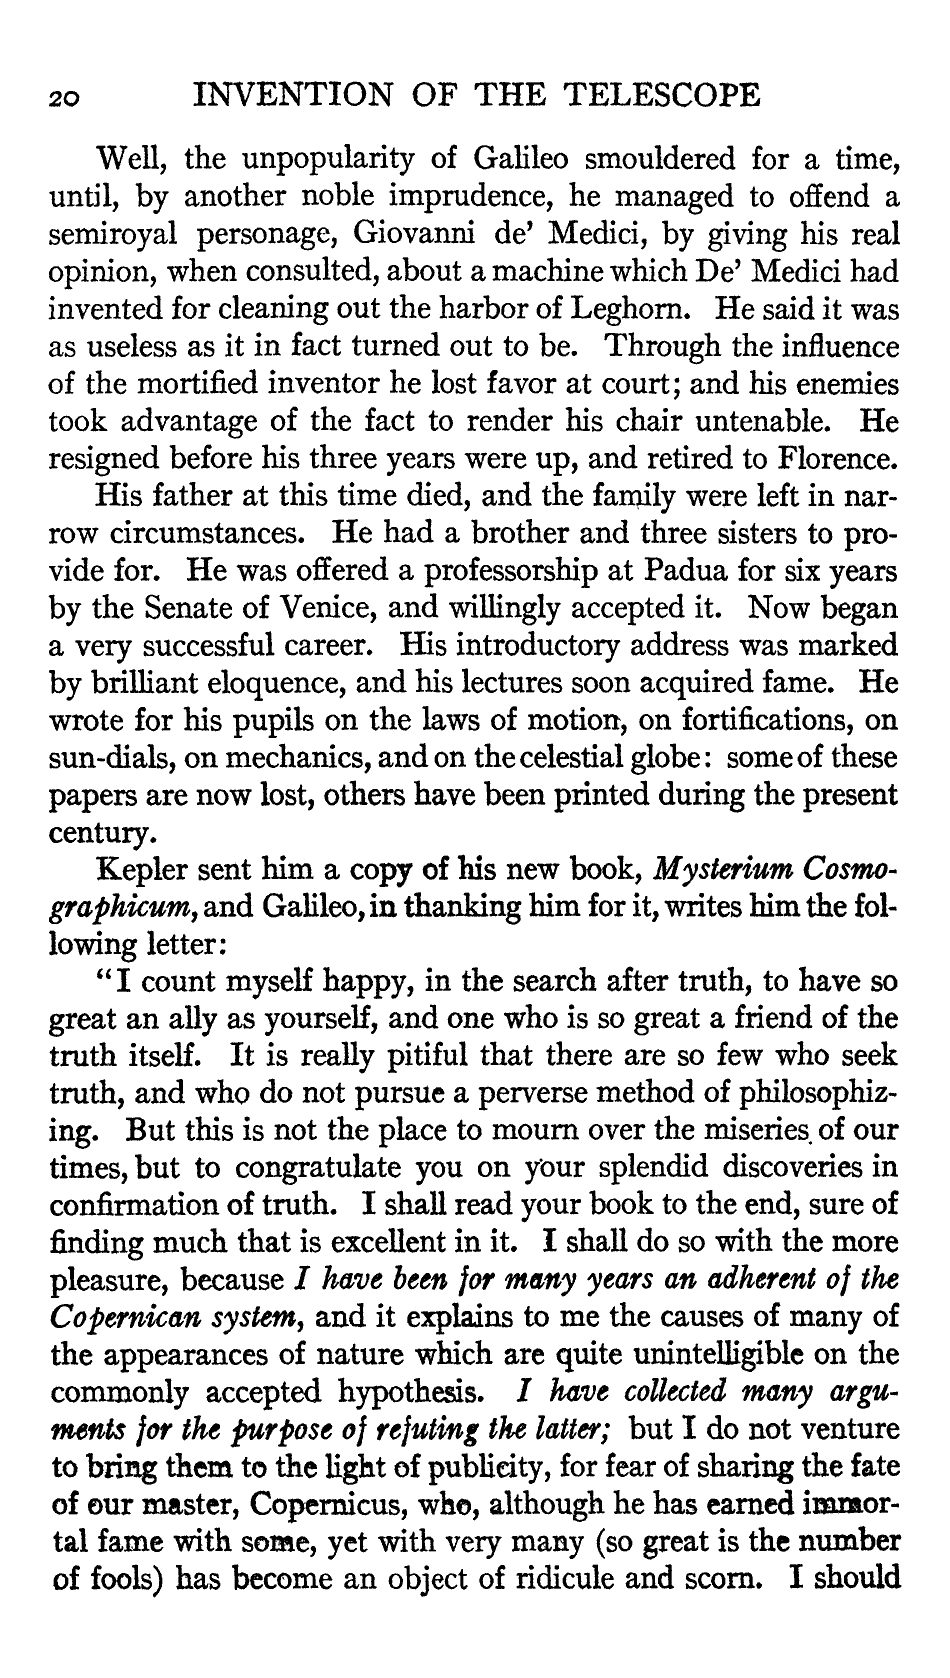 20 INVENTION OF THE TELESCOPE
Well, the unpopularity of Galileo smouldered for a time,
until, by another noble imprudence, he managed to offend a
semiroyal personage, Giovanni de’ Medici, by giving his real
opinion, when consulted, about a machine which De’ Medici had
invented for cleaning out the harbor of Leghorn. He said it was
as useless as it in fact turned out to be. Through the influence
of the mortified inventor he lost favor at court; and his enemies
took advantage of the fact to render his chair untenable. He
resigned before his three years were up, and retired to Florence.
His father at this time died, and the family were left in nar-
row circumstances. He had a brother and three sisters to pro-
vide for. He was offered a professorship at Padua for six years
by the Senate of Venice, and willingly accepted it. Now began
a very successful career. His introductory address was marked
by brilliant eloquence, and his lectures soon acquired fame. He
wrote for his pupils on the laws of motion, on fortifications, on
sun-dials, on mechanics, and on the celestial globe: some of these
papers are now lost, others have been printed during the present
century.
Kepler sent him a copy of his new book, Mysterium Cosmo-
graphicum, and Galileo, in thanking him for it, writes him the fol-
lowing letter:
“I count myself happy, in the search after truth, to have so
great an ally as yourself, and one who is so great a friend of the
truth itself. It is really pitiful that there are so few who seek
truth, and who do not pursue a perverse method of philosophiz-
ing. But this is not the place to mourn over the miseries of our
times, but to congratulate you on your splendid discoveries in
confirmation of truth. I shall read your book to the end, sure of
finding much that is excellent in it. I shall do so with the more
pleasure, because I have been for many years an adherent of the
Copernican system, and it explains to me the causes of many of
the appearances of nature which are quite unintelligible on the
commonly accepted hypothesis. I have collected many argu-
ments for the purpose of refuting the latter; but I do not venture
to bring them to the light of publicity, for fear of sharing the fate
of our master, Copernicus, who, although he has earned immor-
tal fame with some, yet with very many (so great is the number
of fools) has become an object of ridicule and scorn. I should